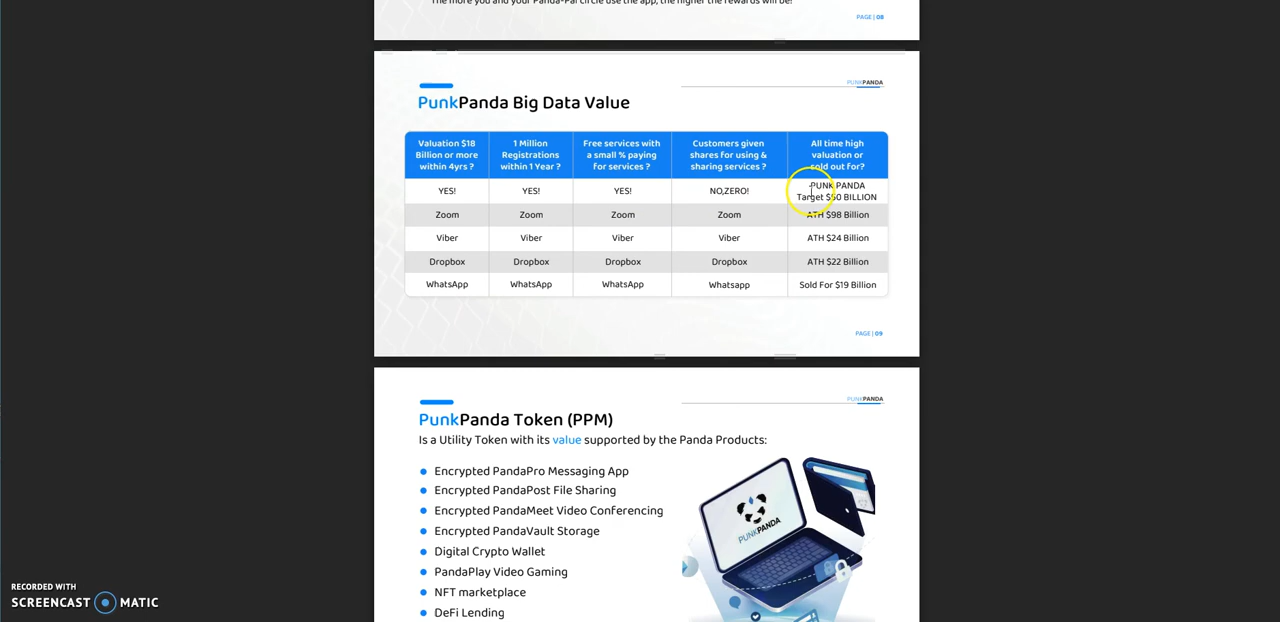 The more you and your Panda-Pal circle use the app, the higher the rewards will be!
PAGE | 08
PUNKPANDA
PunkPanda Big Data Value
Valuation $18 Billion or more within 4yrs ?
1 Million Registrations within 1 Year ?
Free services with a small % paying for services ?
Customers given shares for using & sharing services ?
All time high valuation or sold out for?
YES!
YES!
YES!
NO,ZERO!
PUNK PANDA
Target $50 BILLION
Zoom
Zoom
Zoom
Zoom
ATH $98 Billion
Viber
Viber
Viber
Viber
ATH $24 Billion
Dropbox
Dropbox
Dropbox
Dropbox
ATH $22 Billion
WhatsApp
WhatsApp
WhatsApp
Whatsapp
Sold For $19 Billion
PAGE | 09
PUNKPANDA
PunkPanda Token (PPM)
Is a Utility Token with its value supported by the Panda Products:
Encrypted PandaPro Messaging App
Encrypted PandaPost File Sharing
Encrypted PandaMeet Video Conferencing
Encrypted PandaVault Storage
Digital Crypto Wallet
PandaPlay Video Gaming
NFT marketplace
DeFi Lending
PUNKPANDA
RECORDED WITH
SCREENCAST MATIC